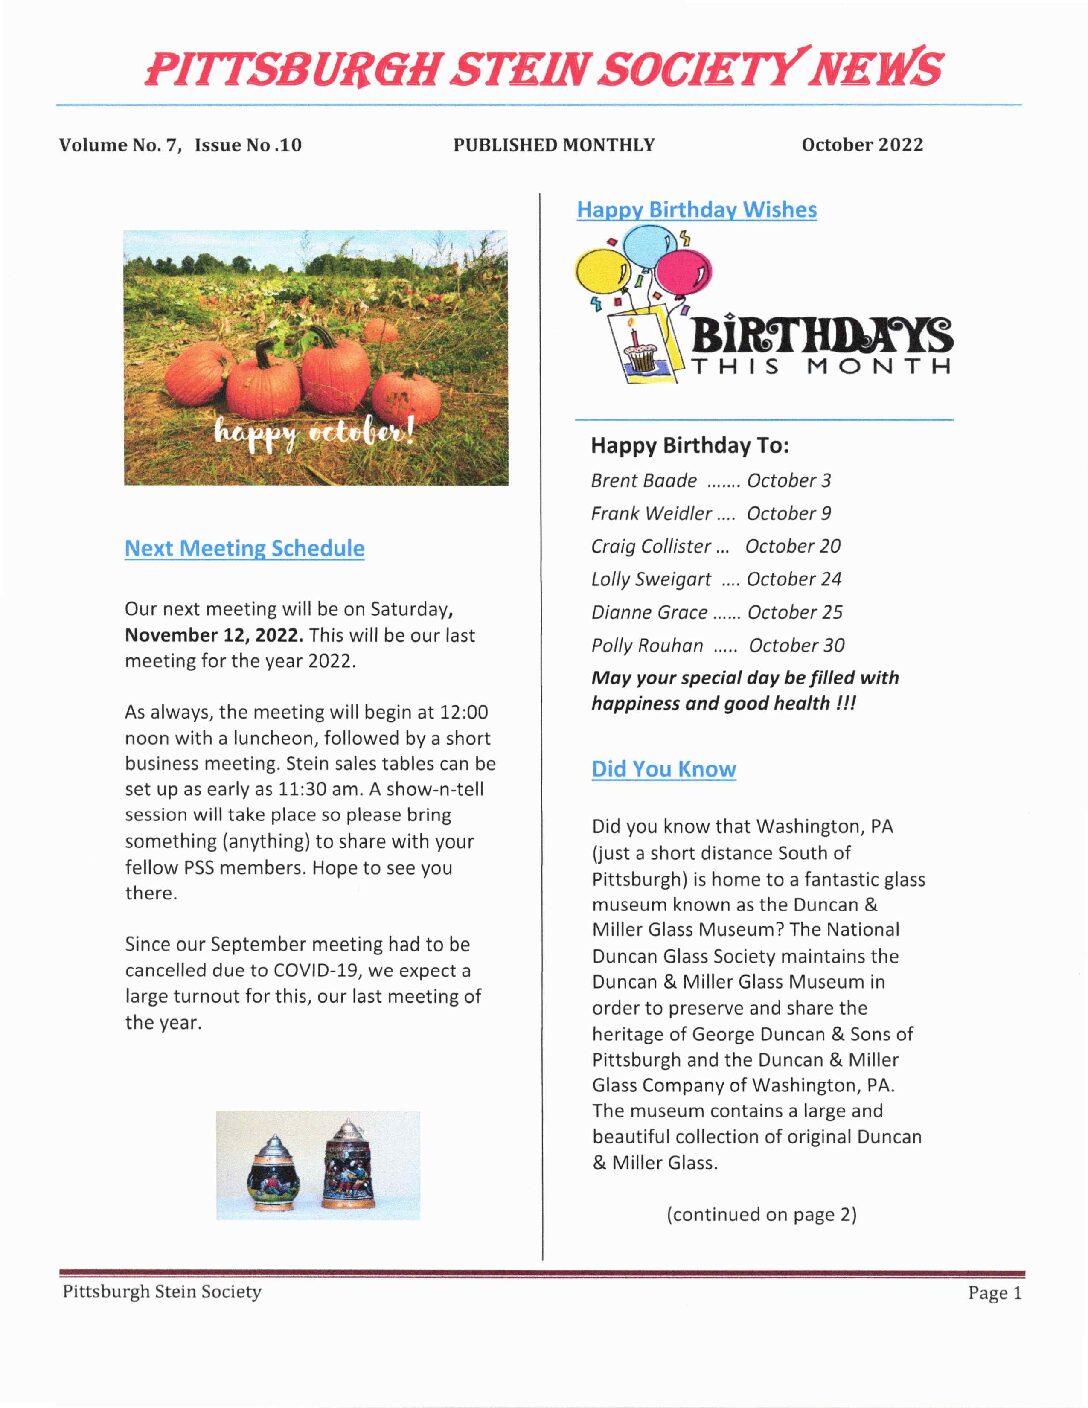 PITTSBURGH STEIN SOCIETY NEWS
Volume No. 7, Issue No .10 PUBLISHED MONTHLY October 2022
happy october!
Next Meeting Schedule
Our next meeting will be on Saturday,
November 12, 2022. This will be our last
meeting for the year 2022.
As always, the meeting will begin at 12:00
noon with a luncheon, followed by a short
business meeting. Stein sales tables can be
set up as early as 11:30 am. A show-n-tell
session will take place so please bring
something (anything) to share with your
fellow PSS members. Hope to see you
there.
Since our September meeting had to be
cancelled due to COVID-19, we expect a
large turnout for this, our last meeting of
the year.
Happy Birthday Wishes
BIRTHDAYS
THIS MONTH
Happy Birthday To:
Brent Baade ....... October 3
Frank Weidler .... October 9
Craig Collister ... October 20
Lolly Sweigart .... October 24
Dianne Grace ...... October 25
Polly Rouhan ..... October 30
May your special day be filled with
happiness and good health !!!
Did You Know
Did you know that Washington, PA
(just a short distance South of
Pittsburgh) is home to a fantastic glass
museum known as the Duncan &
Miller Glass Museum? The National
Duncan Glass Society maintains the
Duncan & Miller Glass Museum in
order to preserve and share the
heritage of George Duncan & Sons of
Pittsburgh and the Duncan & Miller
Glass Company of Washington, PA.
The museum contains a large and
beautiful collection of original Duncan
& Miller Glass.
(continued on page 2)
Pittsburgh Stein Society Page 1